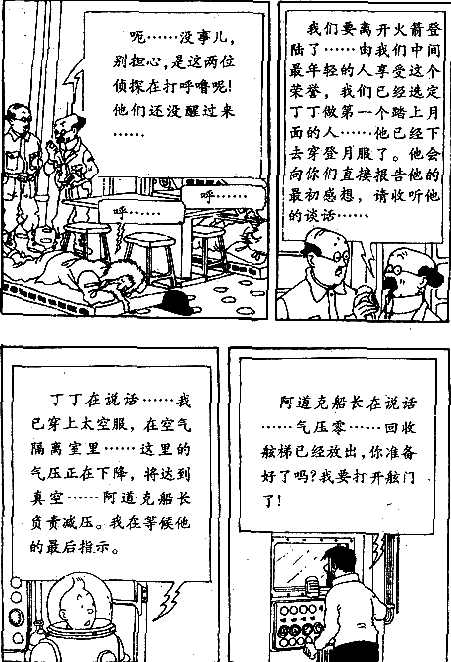 呃……没事儿，
别担心，是这两位
侦探在打呼噜呢！
他们还没醒过来
……
呼……
呼……
我们要离开火箭登
陆了……由我们中间
最年轻的人享受这个
荣誉，我们已经选定
丁丁做第一个踏上月
面的人……他已经下
去穿登月服了。他会
向你们直接报告他的
最初感想，请收听他
的谈话……
丁丁在说话……我
已穿上太空服，在空气
隔离室里……这里的
气压正在下降，将达到
真空……阿道克船长
负责减压。我在等候他
的最后指示。
阿道克船长在说话
……气压零……回收
舷梯已经放出，你准备
好了吗？我要打开舷门
了！